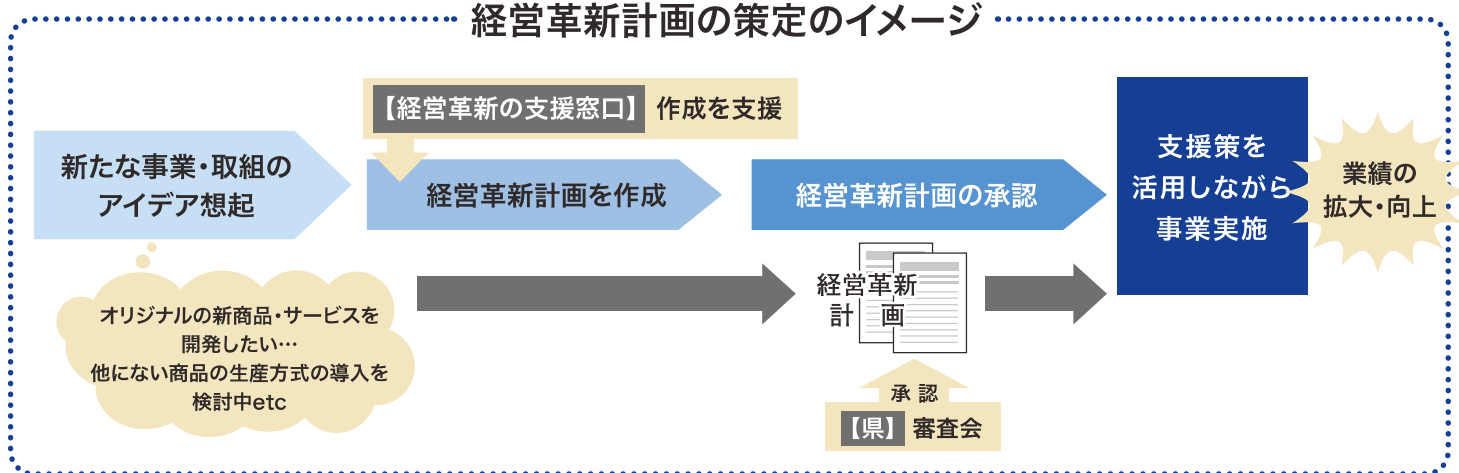 経営革新計画の策定のイメージ
【経営革新の支援窓口】 作成を支援
新たな事業・取組の
アイデア想起
経営革新計画を作成
経営革新計画の承認
支援策を
活用しながら
事業実施
業績の
拡大・向上
オリジナルの新商品・サービスを
開発したい…
他にない商品の生産方式の導入を
検討中etc
経営革新
計 画
承 認
【県】 審査会